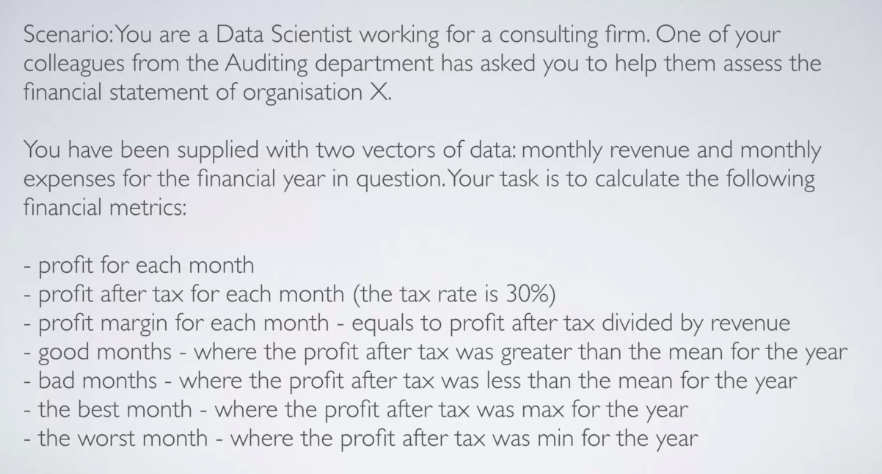 Scenario: You are a Data Scientist working for a consulting firm. One of your
colleagues from the Auditing department has asked you to help them assess the
financial statement of organisation X.
You have been supplied with two vectors of data: monthly revenue and monthly
expenses for the financial year in question. Your task is to calculate the following
financial metrics:
- profit for each month
- profit after tax for each month (the tax rate is 30%)
- profit margin for each month - equals to profit after tax divided by revenue
- good months - where the profit after tax was greater than the mean for the year
- bad months - where the profit after tax was less than the mean for the year
- the best month - where the profit after tax was max for the year
- the worst month - where the profit after tax was min for the year